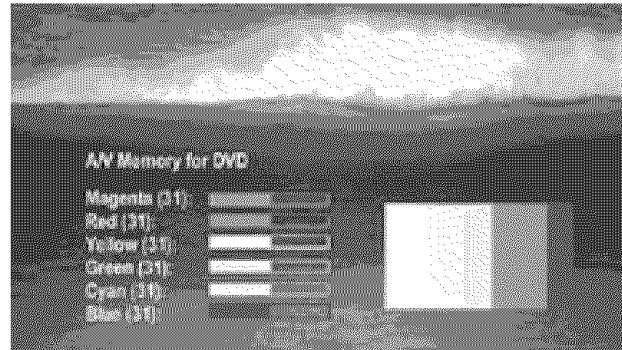 A/V Memory for DVD
Magenta (31):
Red (31):
Yellow (31):
Green (31):
Cyan (31):
Blue (31):